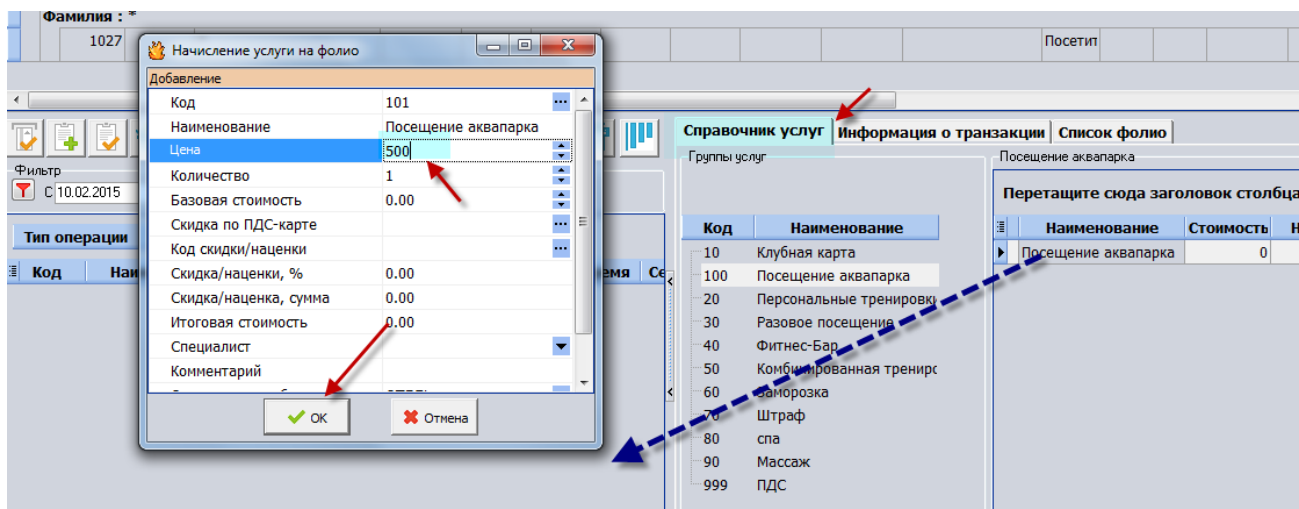 Фамилия : *
1027
Посетит
Начисление услуги на фолио
Добавление
Код 101
Наименование Посещение аквапарка
Цена 500
Количество 1
Базовая стоимость 0.00
Скидка по ПДС-карте
Код скидки/наценки
Скидка/наценки, % 0.00
Скидка/наценка, сумма 0.00
Итоговая стоимость 0.00
Специалист
Комментарий
OK
Отмена
Фильтр
С 10.02.2015
Тип операции
Код
Справочник услуг
Информация о транзакции
Список фолио
Группы услуг
Код Наименование
10 Клубная карта
100 Посещение аквапарка
20 Персональные тренировки
30 Разовое посещение
40 Фитнес-Бар
50 Комбинированная трениро
60 Заморозка
70 Штраф
80 спа
90 Массаж
999 ПДС
Посещение аквапарка
Перетащите сюда заголовок столбца
Наименование Стоимость
Посещение аквапарка 0